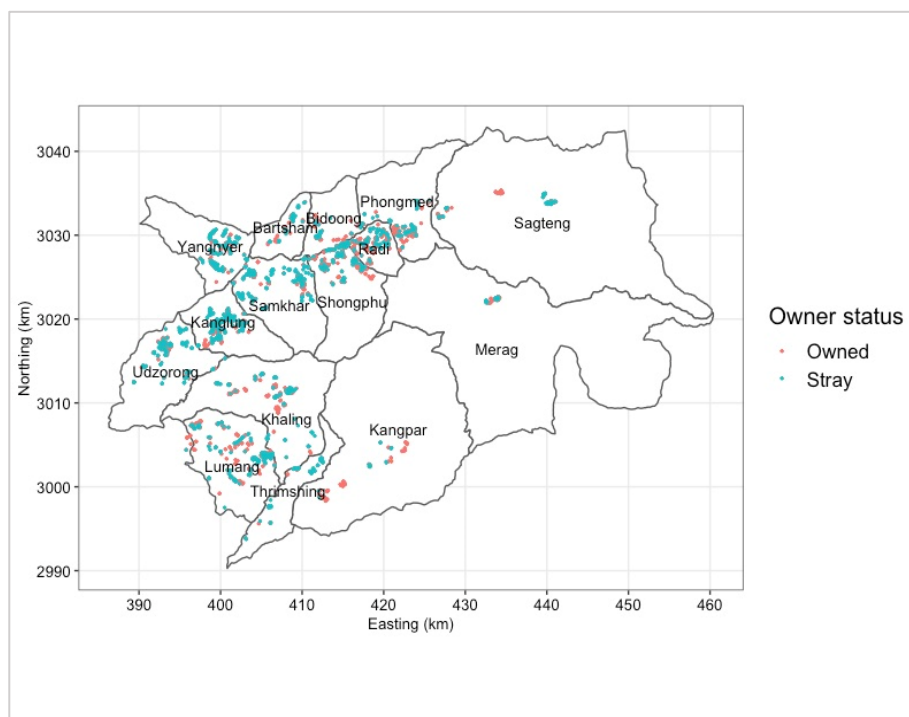 3040
3030
3020
3010
3000
2990
Northing (km)
Phongmed
Sagteng
Bidoong
Bartsham
Yangnyer
Radi
Samkhar
Shongphu
Kanglung
Merag
Udzorong
Khaling
Kangpar
Lumang
Thrimshing
390 400 410 420 430 440 450 460
Easting (km)
Owner status
Owned
Stray